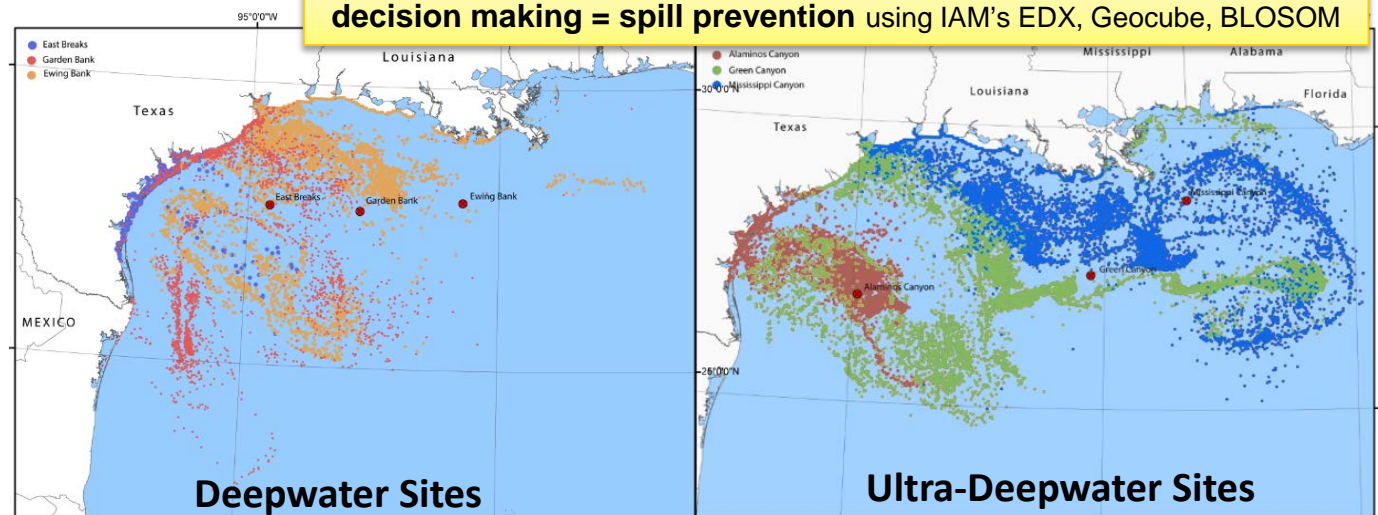 decision making = spill prevention using IAM's EDX, Geocube, BLOSOM
95°0'0"W
East Breaks
Garden Bank
Ewing Bank
Louisiana
Texas
East Breaks
Garden Bank
Ewing Bank
MEXICO
Deepwater Sites
Alaminos Canyon
Green Canyon
Mississippi Canyon
30°0'0"N
Mississippi
Alabama
Louisiana
Florida
Texas
Mississippi Canyon
Green Canyon
Alaminos Canyon
25°0'0"N
Ultra-Deepwater Sites